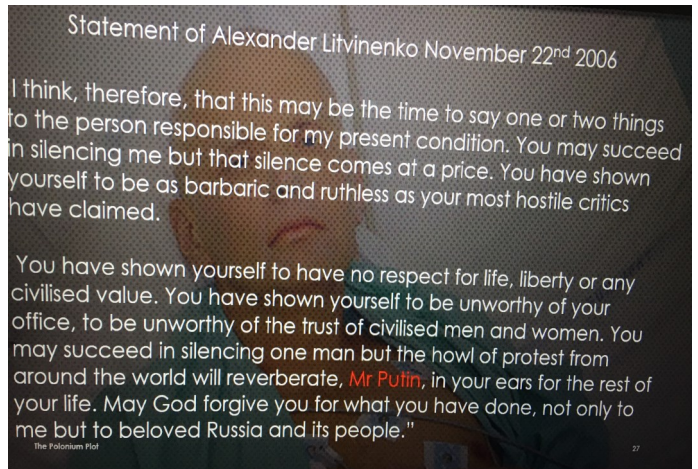 Statement of Alexander Litvinenko November 22nd 2006
I think, therefore, that this may be the time to say one or two things
to the person responsible for my present condition. You may succeed
in silencing me but that silence comes at a price. You have shown
yourself to be as barbaric and ruthless as your most hostile critics
have claimed.
You have shown yourself to have no respect for life, liberty or any
civilised value. You have shown yourself to be unworthy of your
office, to be unworthy of the trust of civilised men and women. You
may succeed in silencing one man but the howl of protest from
around the world will reverberate, Mr Putin, in your ears for the rest of
your life. May God forgive you for what you have done, not only to
me but to beloved Russia and its people."
The Polonium Plot
27